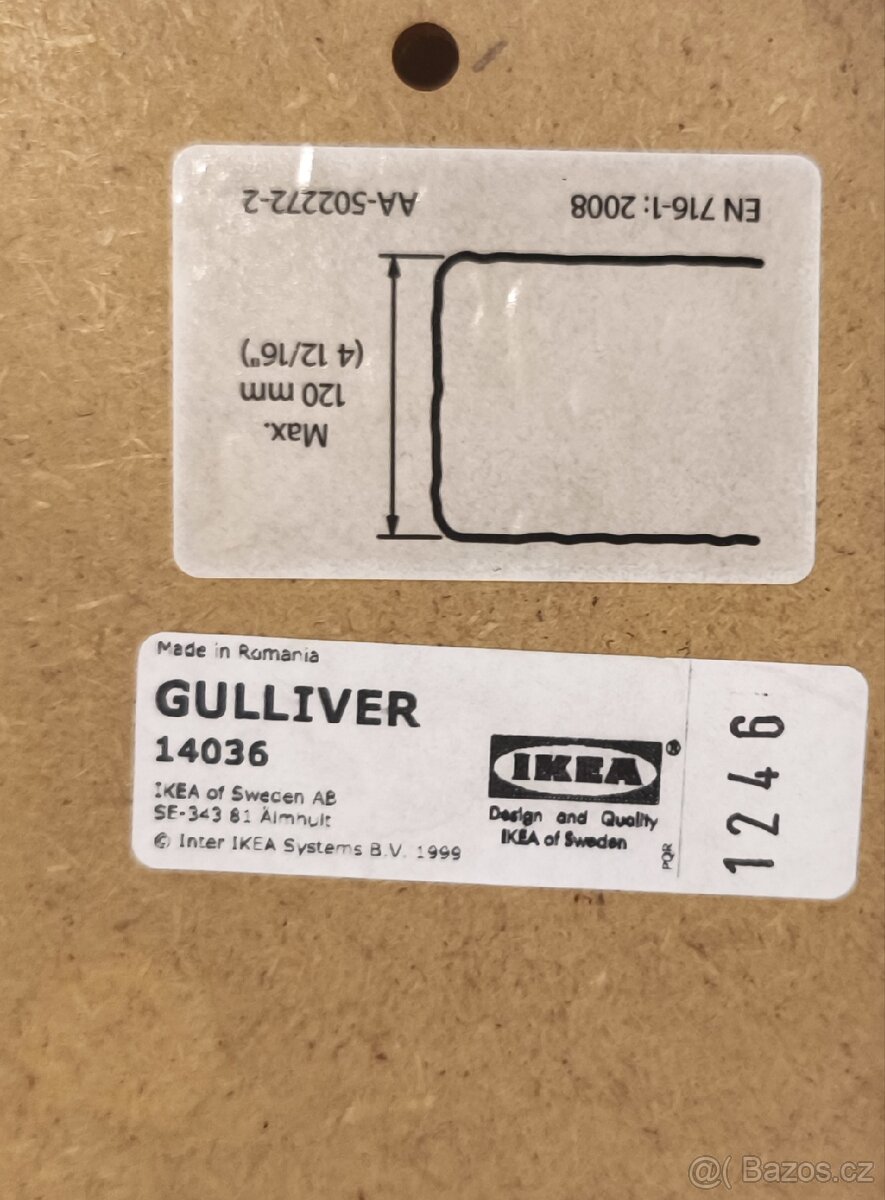 EN 716-1: 2008
AA-502272-2
Max.
120 mm
(4 12/16")
Made in Romania
GULLIVER
14036
IKEA of Sweden AB
SE-343 81 Älmhult
© Inter IKEA Systems B.V. 1999
IKEA®
Design and Quality
IKEA of Sweden
PQR
1246
@( Bazos.cz